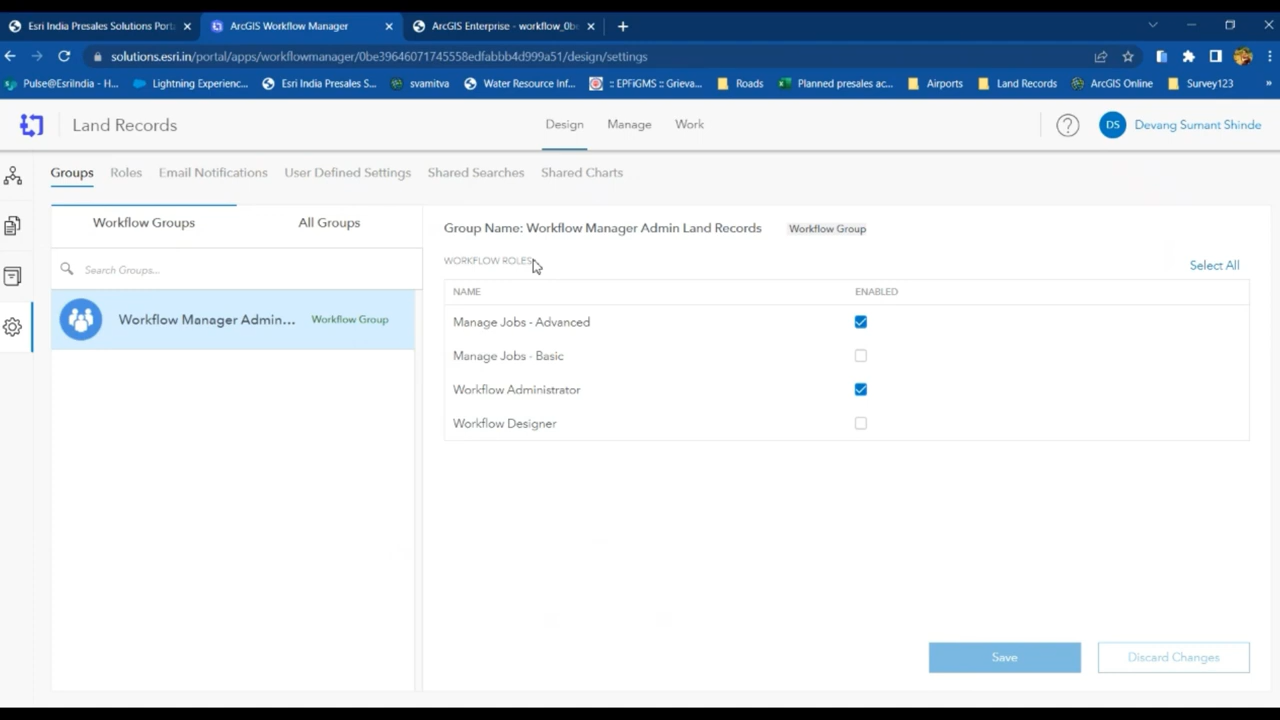 Esri India Presales Solutions Port
ArcGIS Workflow Manager
ArcGIS Enterprise - workflow_0be
solutions.esri.in/portal/apps/workflowmanager/0be39646071745558edfabbb4d999a51/design/settings
Pulse@EsriIndia - H...
Lightning Experienc...
Esri India Presales S...
svamitva
Water Resource Inf...
:: EPFiGMS :: Grieva...
Roads
Planned presales ac...
Airports
Land Records
ArcGIS Online
Survey123
»
Land Records
Design
Manage
Work
?
DS
Devang Sumant Shinde
Groups
Roles
Email Notifications
User Defined Settings
Shared Searches
Shared Charts
Workflow Groups
All Groups
Search Groups...
Workflow Manager Admin...
Workflow Group
Group Name: Workflow Manager Admin Land Records
Workflow Group
WORKFLOW ROLES
Select All
NAME
ENABLED
Manage Jobs - Advanced
Manage Jobs - Basic
Workflow Administrator
Workflow Designer
Save
Discard Changes